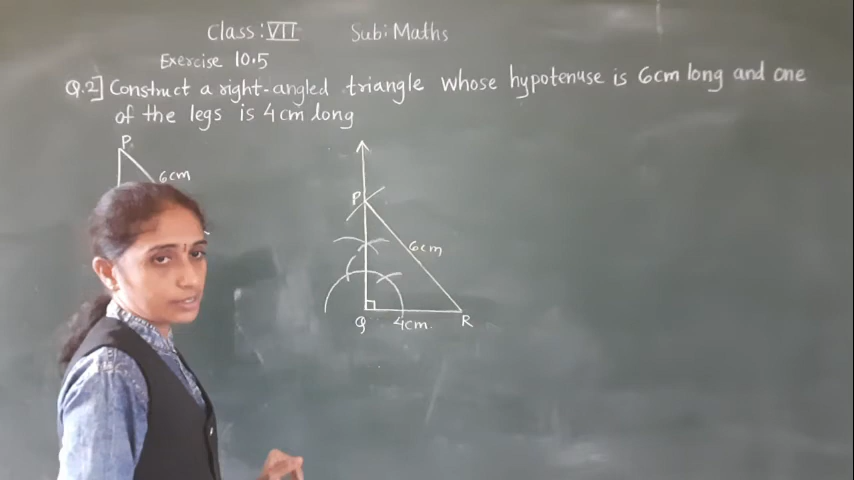 Class: VII Sub: Maths
Exercise 10.5
Q.2] Construct a right-angled triangle whose hypotenuse is 6cm long and one
of the legs is 4cm long
P
6cm
P
6cm
Q 4cm. R